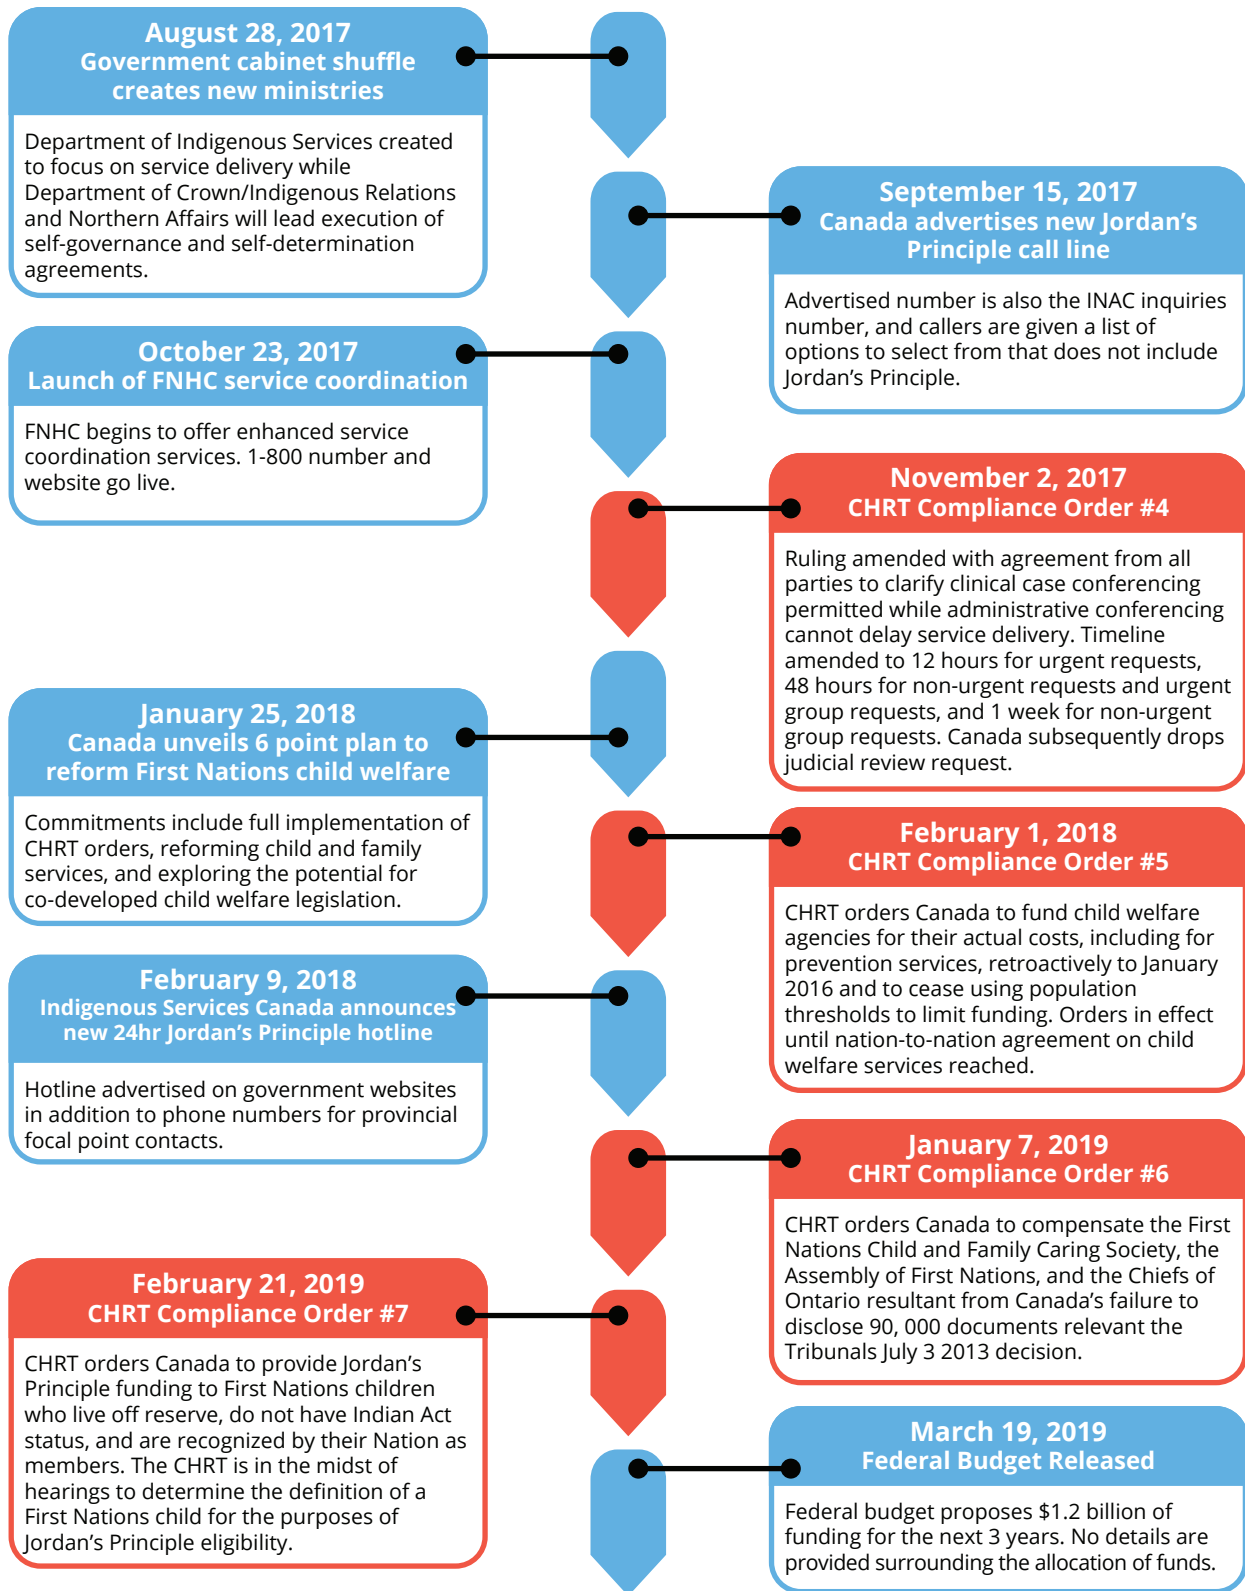 August 28, 2017
Government cabinet shuffle
creates new ministries
Department of Indigenous Services created
to focus on service delivery while
Department of Crown/Indigenous Relations
and Northern Affairs will lead execution of
self-governance and self-determination
agreements.
September 15, 2017
Canada advertises new Jordan's
Principle call line
Advertised number is also the INAC inquiries
number, and callers are given a list of
options to select from that does not include
Jordan's Principle.
October 23, 2017
Launch of FNHC service coordination
FNHC begins to offer enhanced service
coordination services. 1-800 number and
website go live.
November 2, 2017
CHRT Compliance Order #4
Ruling amended with agreement from all
parties to clarify clinical case conferencing
permitted while administrative conferencing
cannot delay service delivery. Timeline
amended to 12 hours for urgent requests,
48 hours for non-urgent requests and urgent
group requests, and 1 week for non-urgent
group requests. Canada subsequently drops
judicial review request.
January 25, 2018
Canada unveils 6 point plan to
reform First Nations child welfare
Commitments include full implementation of
CHRT orders, reforming child and family
services, and exploring the potential for
co-developed child welfare legislation.
February 1, 2018
CHRT Compliance Order #5
CHRT orders Canada to fund child welfare
agencies for their actual costs, including for
prevention services, retroactively to January
2016 and to cease using population
thresholds to limit funding. Orders in effect
until nation-to-nation agreement on child
welfare services reached.
February 9, 2018
Indigenous Services Canada announces
new 24hr Jordan's Principle hotline
Hotline advertised on government websites
in addition to phone numbers for provincial
focal point contacts.
January 7, 2019
CHRT Compliance Order #6
CHRT orders Canada to compensate the First
Nations Child and Family Caring Society, the
Assembly of First Nations, and the Chiefs of
Ontario resultant from Canada's failure to
disclose 90, 000 documents relevant the
Tribunals July 3 2013 decision.
February 21, 2019
CHRT Compliance Order #7
CHRT orders Canada to provide Jordan's
Principle funding to First Nations children
who live off reserve, do not have Indian Act
status, and are recognized by their Nation as
members. The CHRT is in the midst of
hearings to determine the definition of a
First Nations child for the purposes of
Jordan's Principle eligibility.
March 19, 2019
Federal Budget Released
Federal budget proposes $1.2 billion of
funding for the next 3 years. No details are
provided surrounding the allocation of funds.